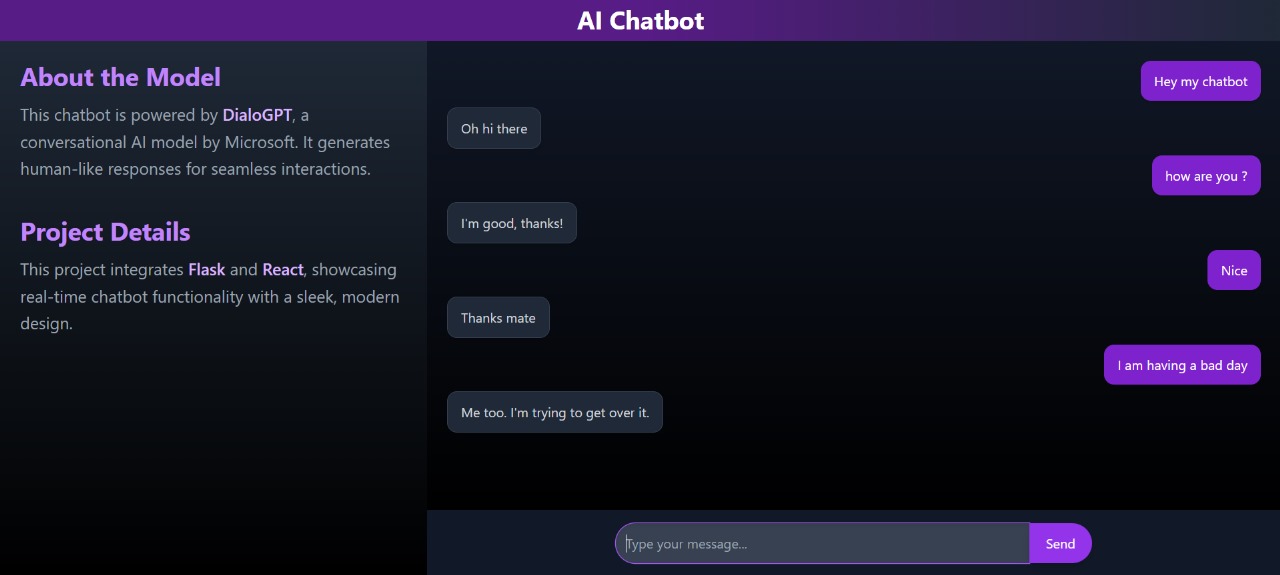 AI Chatbot
About the Model
This chatbot is powered by DialoGPT, a
conversational AI model by Microsoft. It generates
human-like responses for seamless interactions.
Project Details
This project integrates Flask and React, showcasing
real-time chatbot functionality with a sleek, modern
design.
Hey my chatbot
Oh hi there
how are you ?
I'm good, thanks!
Nice
Thanks mate
I am having a bad day
Me too. I'm trying to get over it.
Type your message...
Send